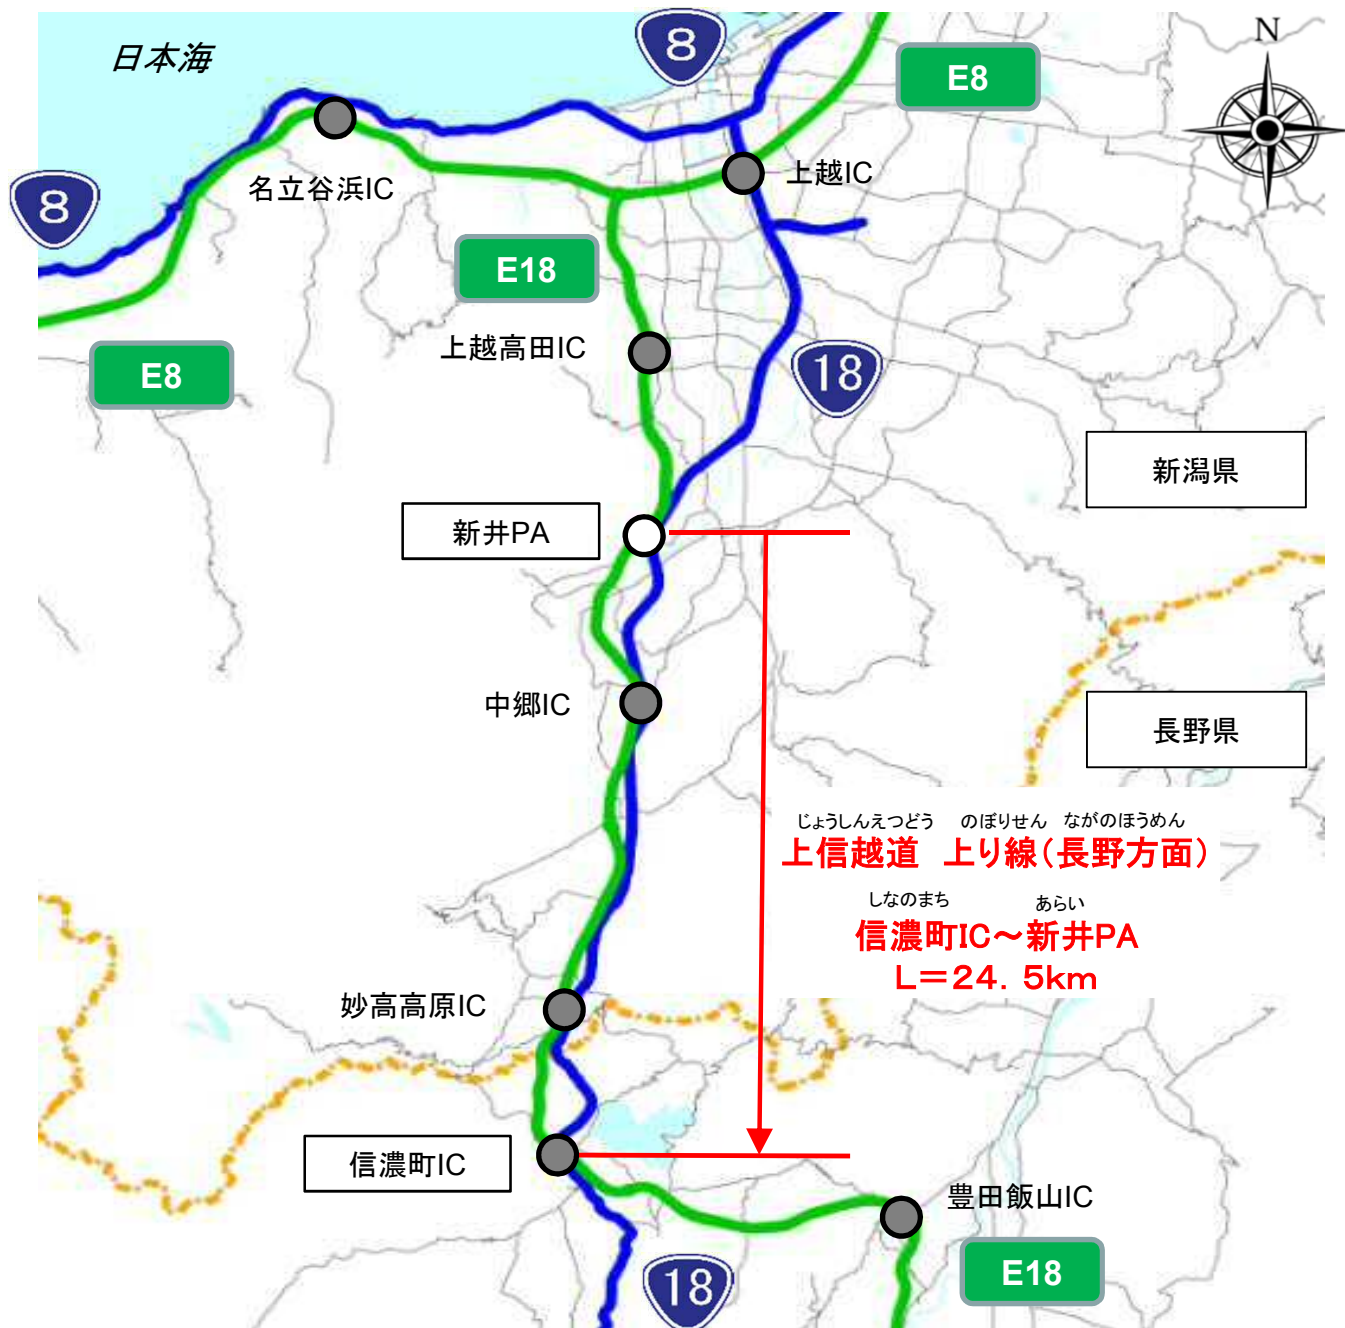 日本海
8
E8
N
8
名立谷浜IC
上越IC
E18
E8
上越高田IC
18
新潟県
新井PA
中郷IC
長野県
じょうしんえつどう のぼりせん ながのほうめん
上信越道 上り線(長野方面)
しなのまち あらい
信濃町IC～新井PA
L=24.5km
妙高高原IC
信濃町IC
豊田飯山IC
E18
18